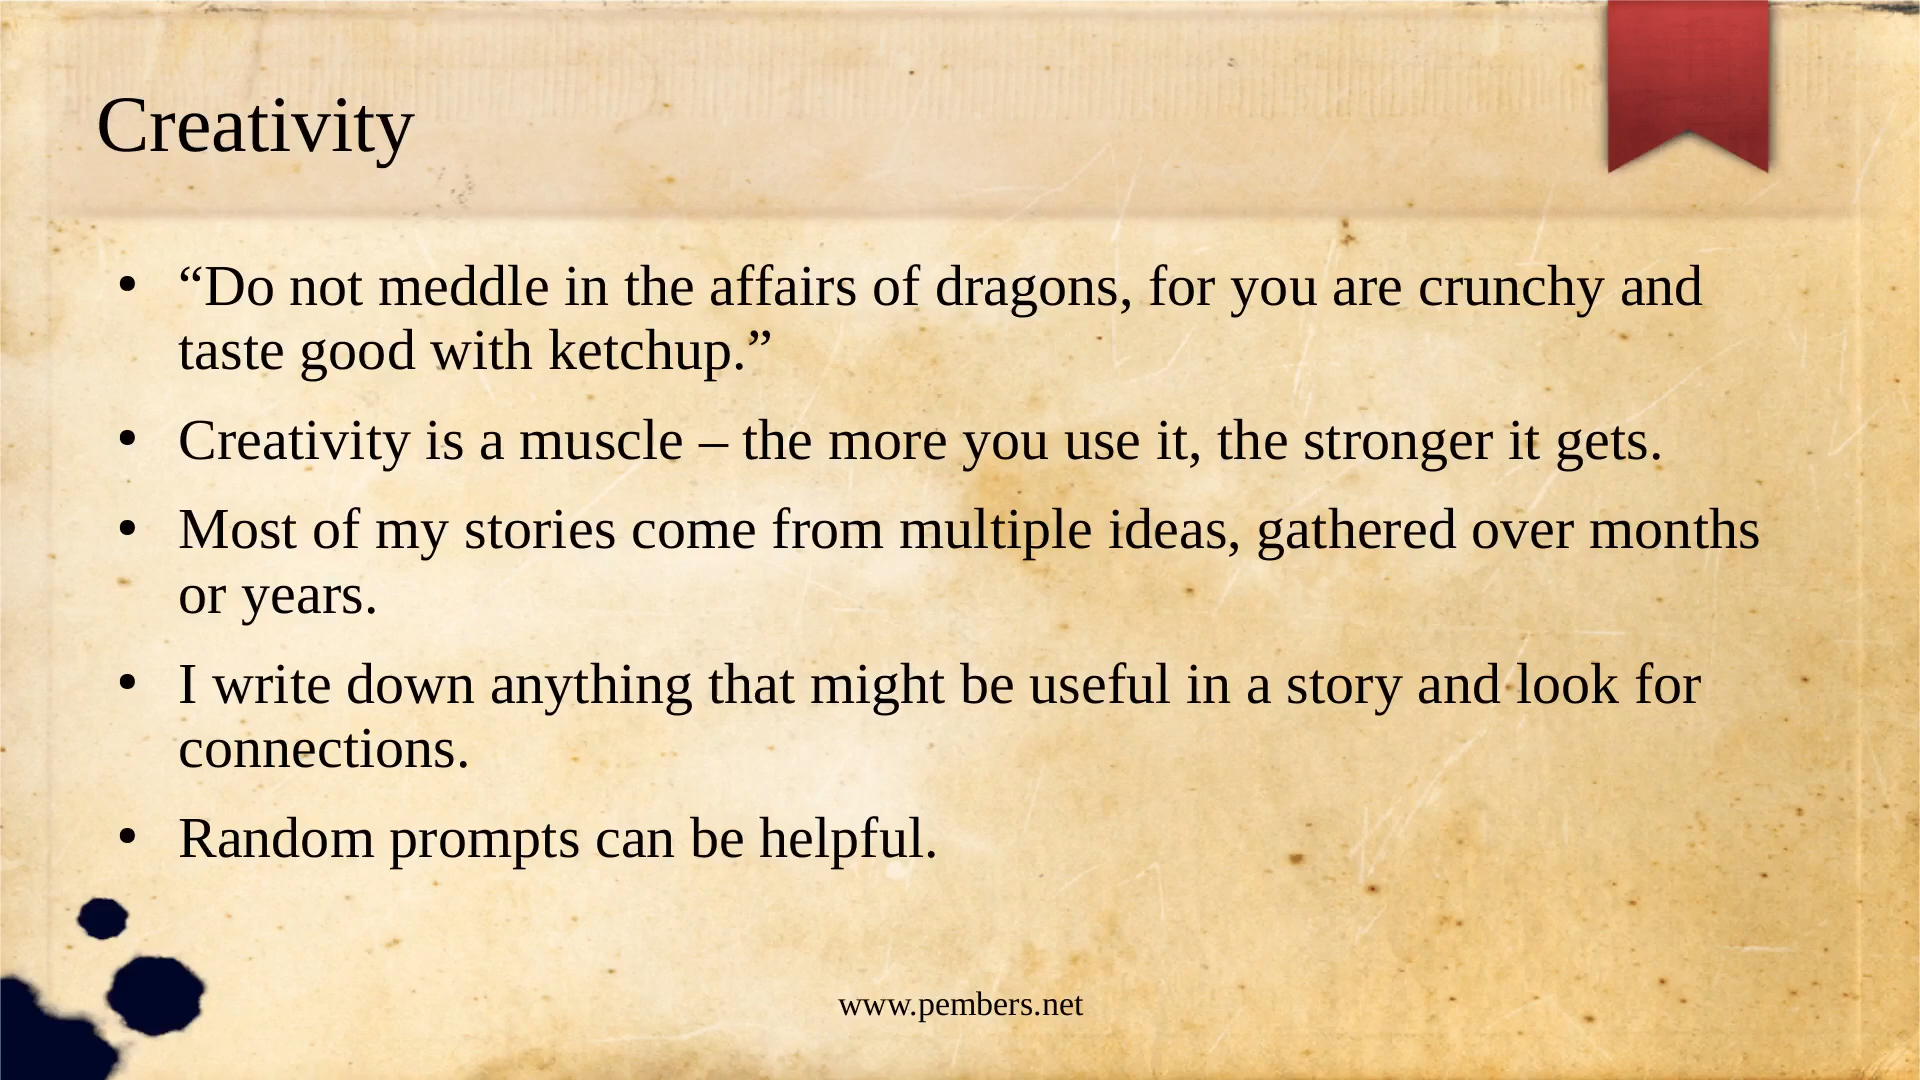 Creativity
• “Do not meddle in the affairs of dragons, for you are crunchy and
taste good with ketchup.”
• Creativity is a muscle – the more you use it, the stronger it gets.
• Most of my stories come from multiple ideas, gathered over months
or years.
• I write down anything that might be useful in a story and look for
connections.
• Random prompts can be helpful.
www.pembers.net